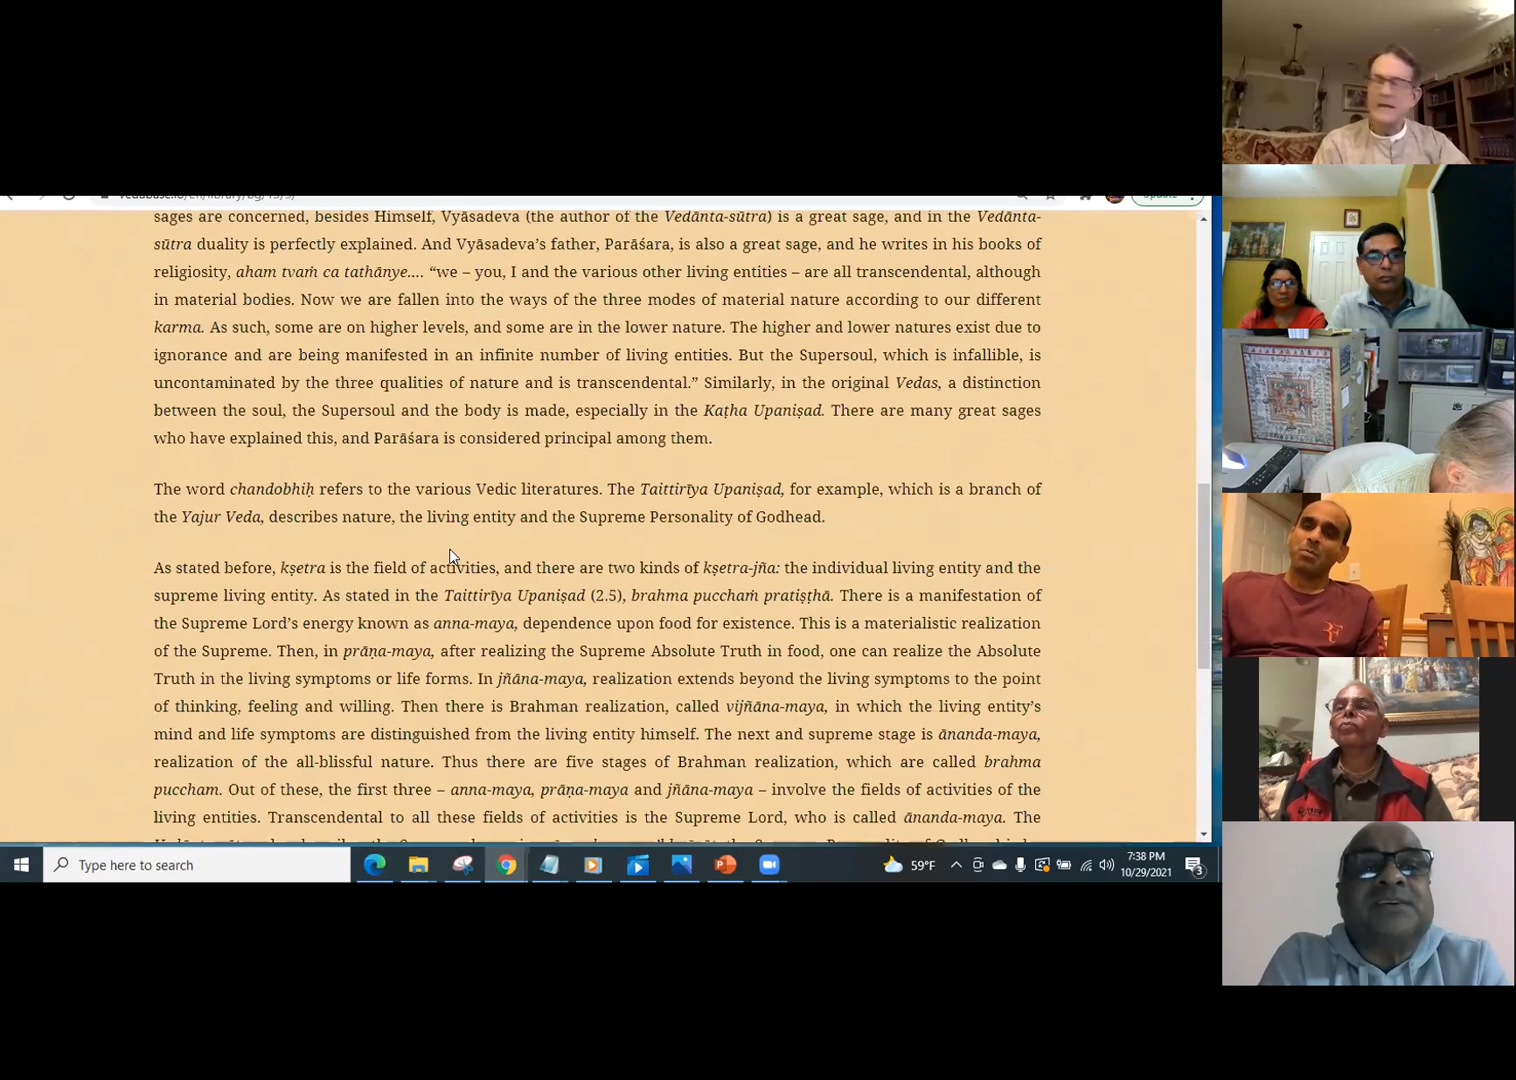 vedabase.io/en/library/bg/13/5/
Update
sages are concerned, besides Himself, Vyāsadeva (the author of the Vedānta-sūtra) is a great sage, and in the Vedānta-
sūtra duality is perfectly explained. And Vyāsadeva’s father, Parāśara, is also a great sage, and he writes in his books of
religiosity, aham tvaṁ ca tathānye.... “we – you, I and the various other living entities – are all transcendental, although
in material bodies. Now we are fallen into the ways of the three modes of material nature according to our different
karma. As such, some are on higher levels, and some are in the lower nature. The higher and lower natures exist due to
ignorance and are being manifested in an infinite number of living entities. But the Supersoul, which is infallible, is
uncontaminated by the three qualities of nature and is transcendental.” Similarly, in the original Vedas, a distinction
between the soul, the Supersoul and the body is made, especially in the Kaṭha Upaniṣad. There are many great sages
who have explained this, and Parāśara is considered principal among them.
The word chandobhiḥ refers to the various Vedic literatures. The Taittirīya Upaniṣad, for example, which is a branch of
the Yajur Veda, describes nature, the living entity and the Supreme Personality of Godhead.
As stated before, kṣetra is the field of activities, and there are two kinds of kṣetra-jña: the individual living entity and the
supreme living entity. As stated in the Taittirīya Upaniṣad (2.5), brahma pucchaṁ pratiṣṭhā. There is a manifestation of
the Supreme Lord’s energy known as anna-maya, dependence upon food for existence. This is a materialistic realization
of the Supreme. Then, in prāṇa-maya, after realizing the Supreme Absolute Truth in food, one can realize the Absolute
Truth in the living symptoms or life forms. In jñāna-maya, realization extends beyond the living symptoms to the point
of thinking, feeling and willing. Then there is Brahman realization, called vijñāna-maya, in which the living entity’s
mind and life symptoms are distinguished from the living entity himself. The next and supreme stage is ānanda-maya,
realization of the all-blissful nature. Thus there are five stages of Brahman realization, which are called brahma
puccham. Out of these, the first three – anna-maya, prāṇa-maya and jñāna-maya – involve the fields of activities of the
living entities. Transcendental to all these fields of activities is the Supreme Lord, who is called ānanda-maya. The
Type here to search
59°F
7:38 PM
10/29/2021
3